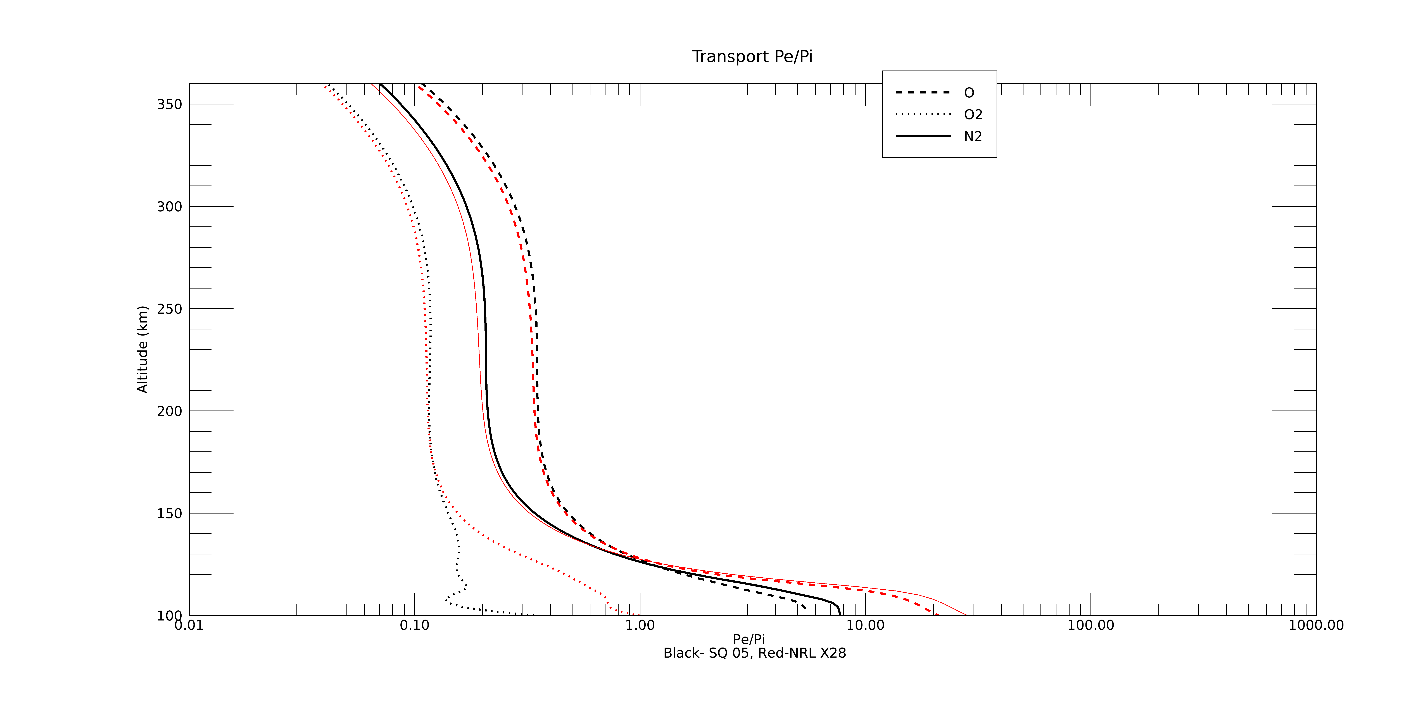 Transport Pe/Pi
O
O2
N2
350
300
250
200
150
100
Altitude (km)
0.01 0.10 1.00 10.00 100.00 1000.00
Pe/Pi
Black- SQ 05, Red-NRL X28